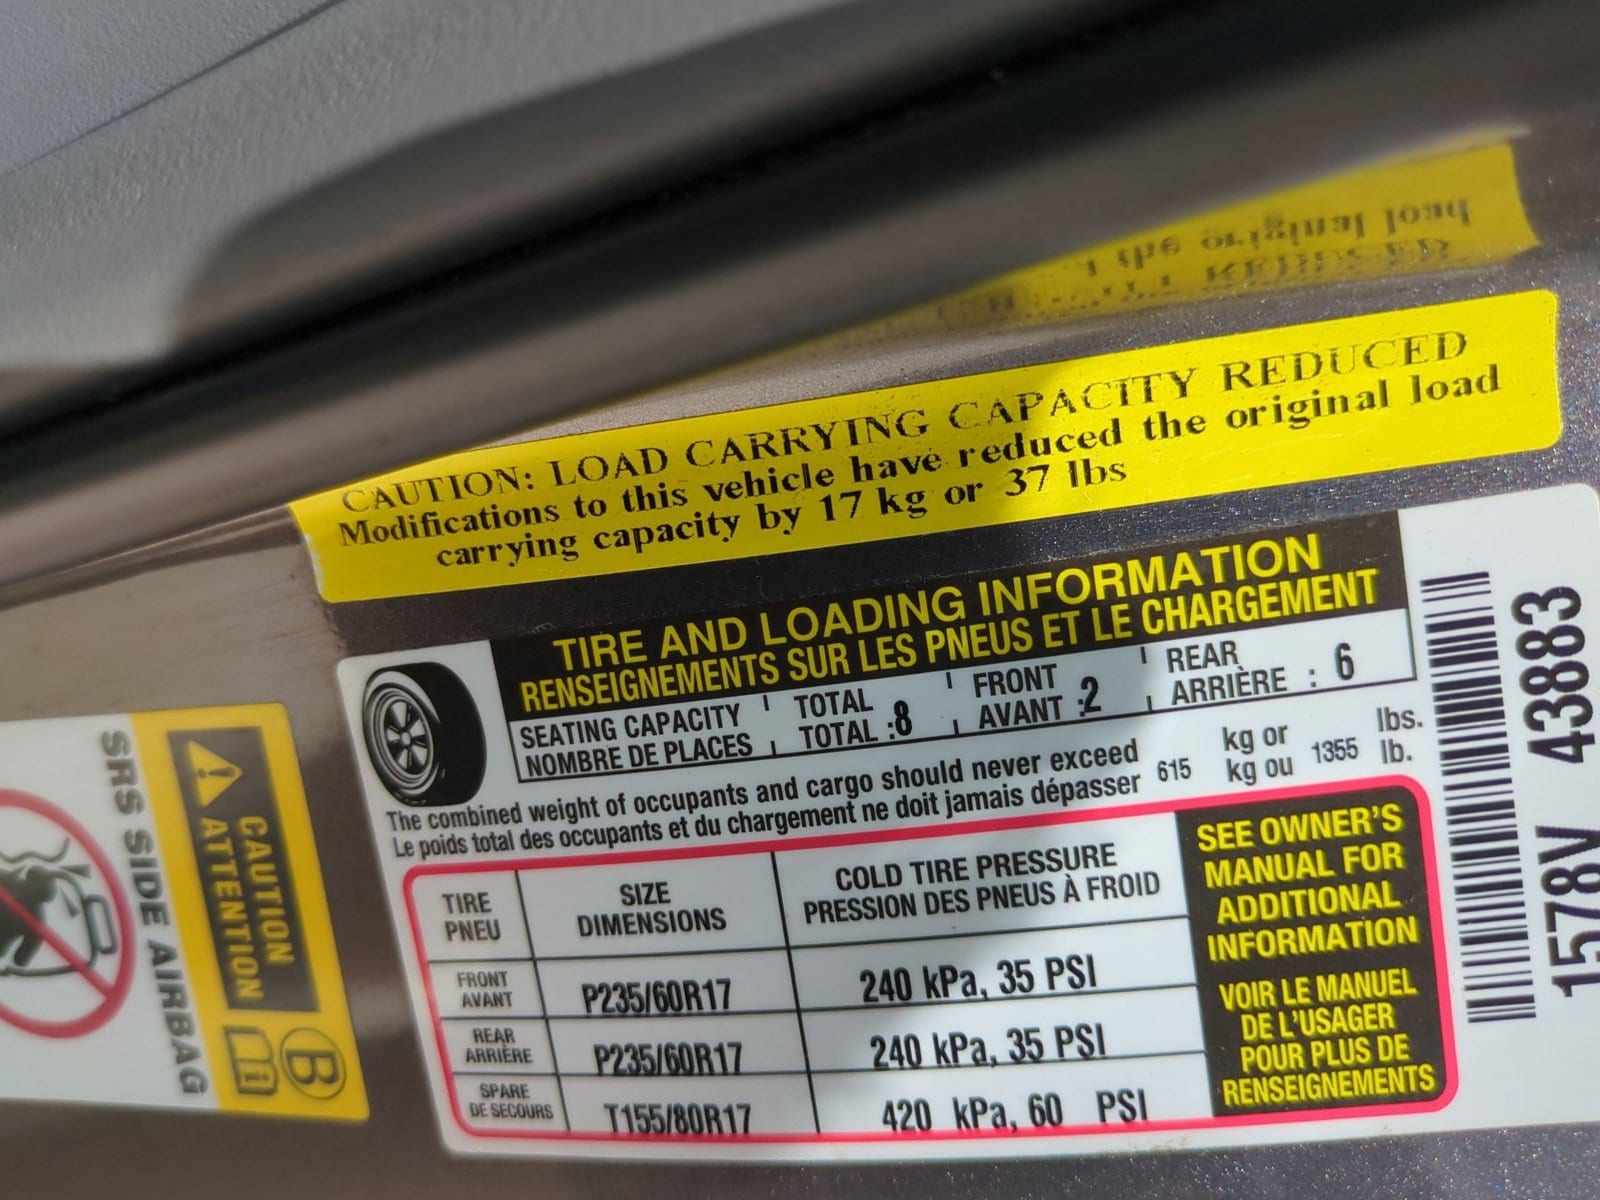 CAUTION: LOAD CARRYING CAPACITY REDUCED
Modifications to this vehicle have reduced the original load
carrying capacity by 17 kg or 37 lbs
TIRE AND LOADING INFORMATION
RENSEIGNEMENTS SUR LES PNEUS ET LE CHARGEMENT
SEATING CAPACITY
NOMBRE DE PLACES
TOTAL
TOTAL :8
FRONT
AVANT :2
REAR
ARRIÈRE : 6
The combined weight of occupants and cargo should never exceed
Le poids total des occupants et du chargement ne doit jamais dépasser
615
kg or
kg ou
1355
lbs.
lb.
TIRE
PNEU
SIZE
DIMENSIONS
COLD TIRE PRESSURE
PRESSION DES PNEUS À FROID
FRONT
AVANT
P235/60R17
240 kPa, 35 PSI
REAR
ARRIÈRE
P235/60R17
240 kPa, 35 PSI
SPARE
DE SECOURS
T155/80R17
420 kPa, 60 PSI
SEE OWNER'S
MANUAL FOR
ADDITIONAL
INFORMATION
VOIR LE MANUEL
DE L'USAGER
POUR PLUS DE
RENSEIGNEMENTS
1578V 43883
CAUTION
ATTENTION
B
i
SRS SIDE AIRBAG
the original load